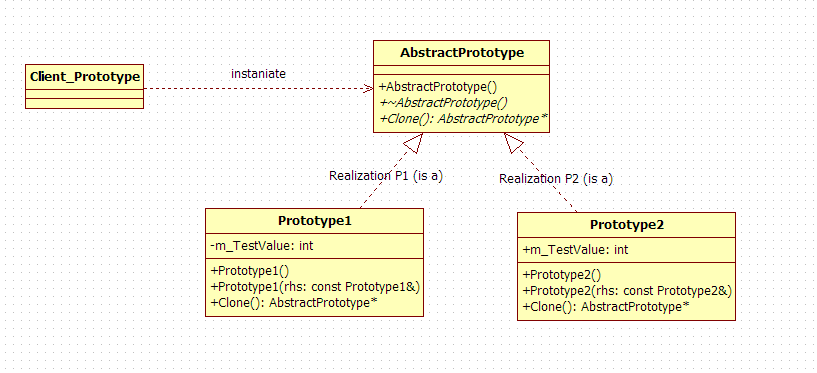 AbstractPrototype
Client_Prototype
instaniate
+AbstractPrototype()
+~AbstractPrototype()
+Clone(): AbstractPrototype*
Realization P1 (is a)
Realization P2 (is a)
Prototype1
-m_TestValue: int
+Prototype1()
+Prototype1(rhs: const Prototype1&)
+Clone(): AbstractPrototype*
Prototype2
+m_TestValue: int
+Prototype2()
+Prototype2(rhs: const Prototype2&)
+Clone(): AbstractPrototype*